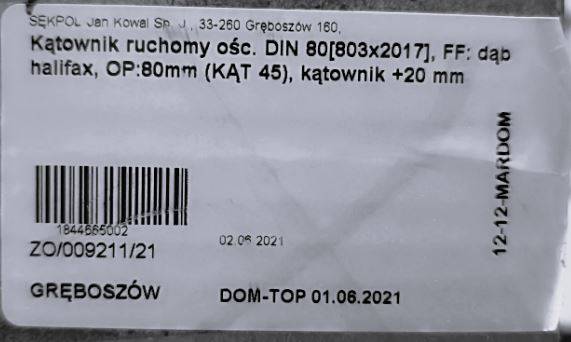 SĘKPOL Jan Kowal Sp. J., 33-260 Gręboszów 160,
Kątownik ruchomy ośc. DIN 80[803x2017], FF: dąb
halifax, OP:80mm (KĄT 45), kątownik +20 mm
1844665002
ZO/009211/21
02.06.2021
GRĘBOSZÓW
DOM-TOP 01.06.2021
12-12-MARDOM